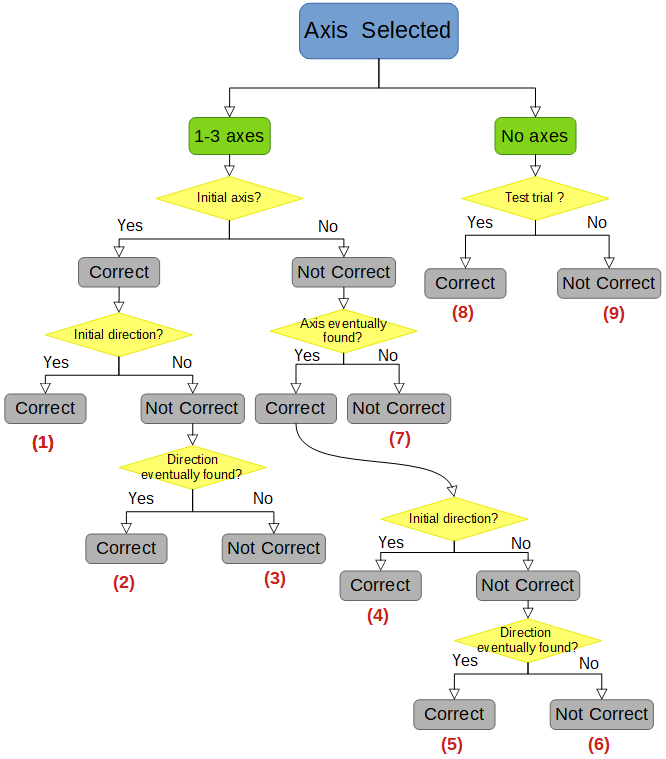 Axis Selected
1-3 axes
No axes
Initial axis?
Test trial ?
Yes
No
Yes
No
Correct
Not Correct
Correct
Not Correct
(8)
(9)
Initial direction?
Axis eventually
found?
Yes
No
Yes
No
Correct
Not Correct
Correct
Not Correct
(1)
(7)
Direction
eventually found?
Yes
No
Initial direction?
Correct
Not Correct
Yes
No
(2)
(3)
Correct
Not Correct
(4)
Direction
eventually found?
Yes
No
Correct
Not Correct
(5)
(6)